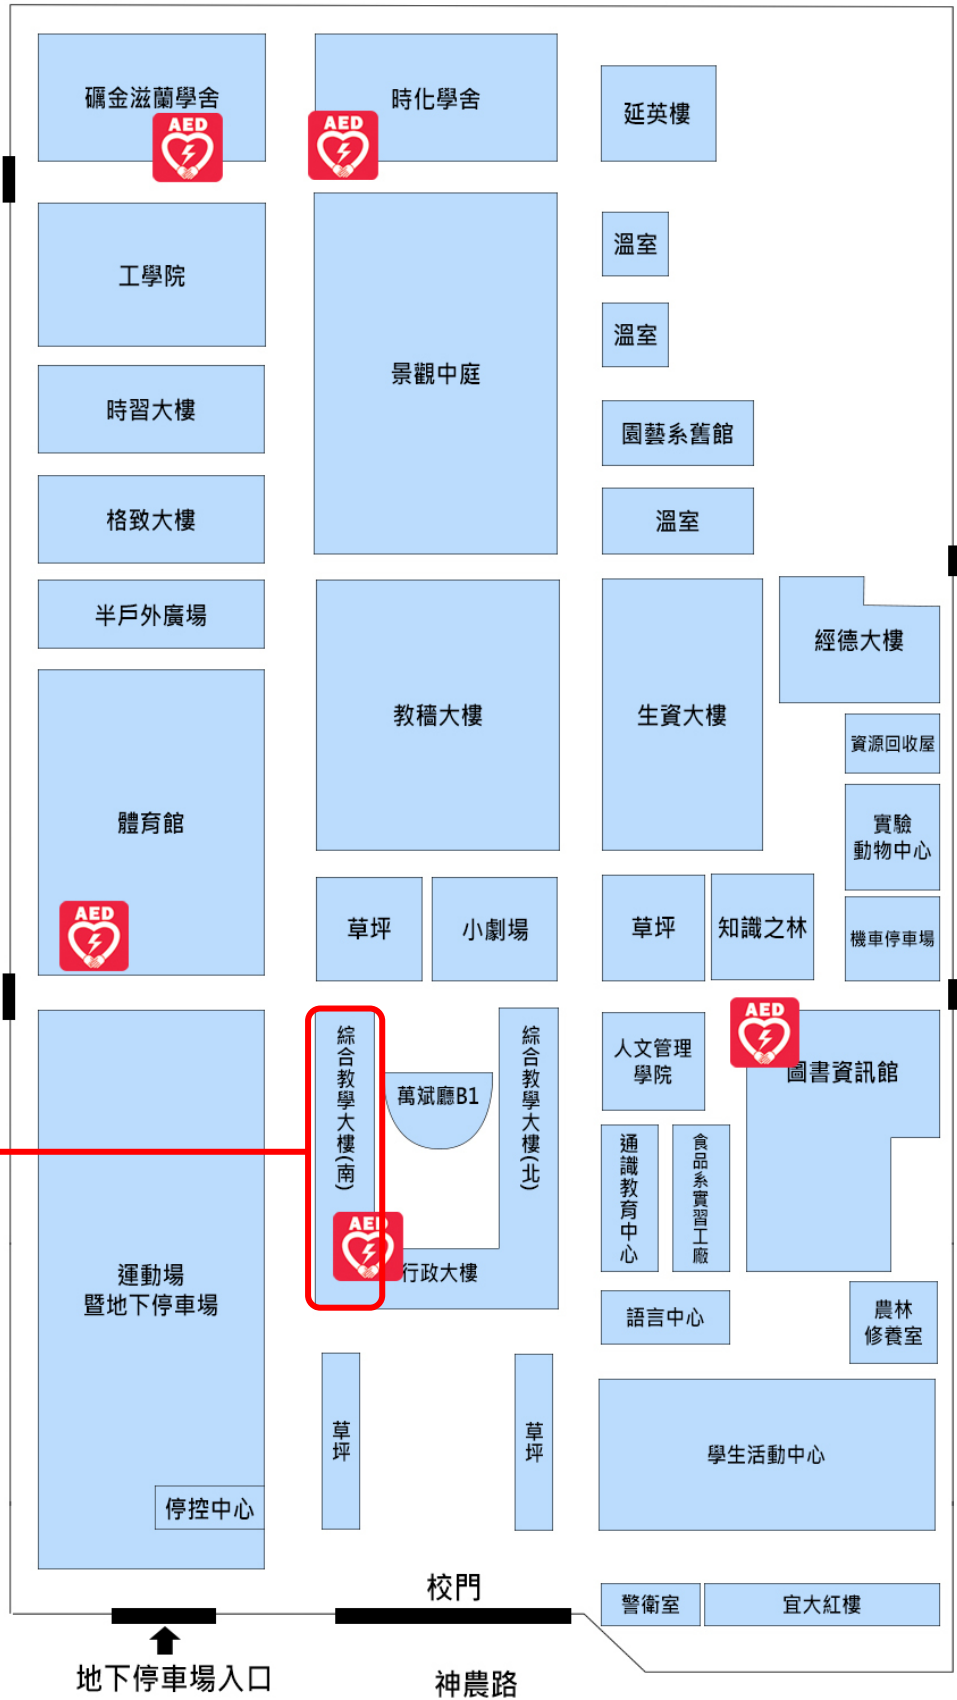 礪金滋蘭學舍
AED
時化學舍
AED
延英樓
工學院
溫室
溫室
景觀中庭
時習大樓
園藝系舊館
格致大樓
溫室
半戶外廣場
經德大樓
教穡大樓
生資大樓
資源回收屋
體育館
實驗
動物中心
AED
草坪
小劇場
草坪
知識之林
機車停車場
綜合教學大樓(南)
萬斌廳B1
綜合教學大樓(北)
人文管理
學院
AED
圖書資訊館
通識教育中心
食品系實習工廠
AED
行政大樓
運動場
暨地下停車場
語言中心
農林
修養室
草坪
草坪
學生活動中心
停控中心
校門
警衛室
宜大紅樓
地下停車場入口
神農路